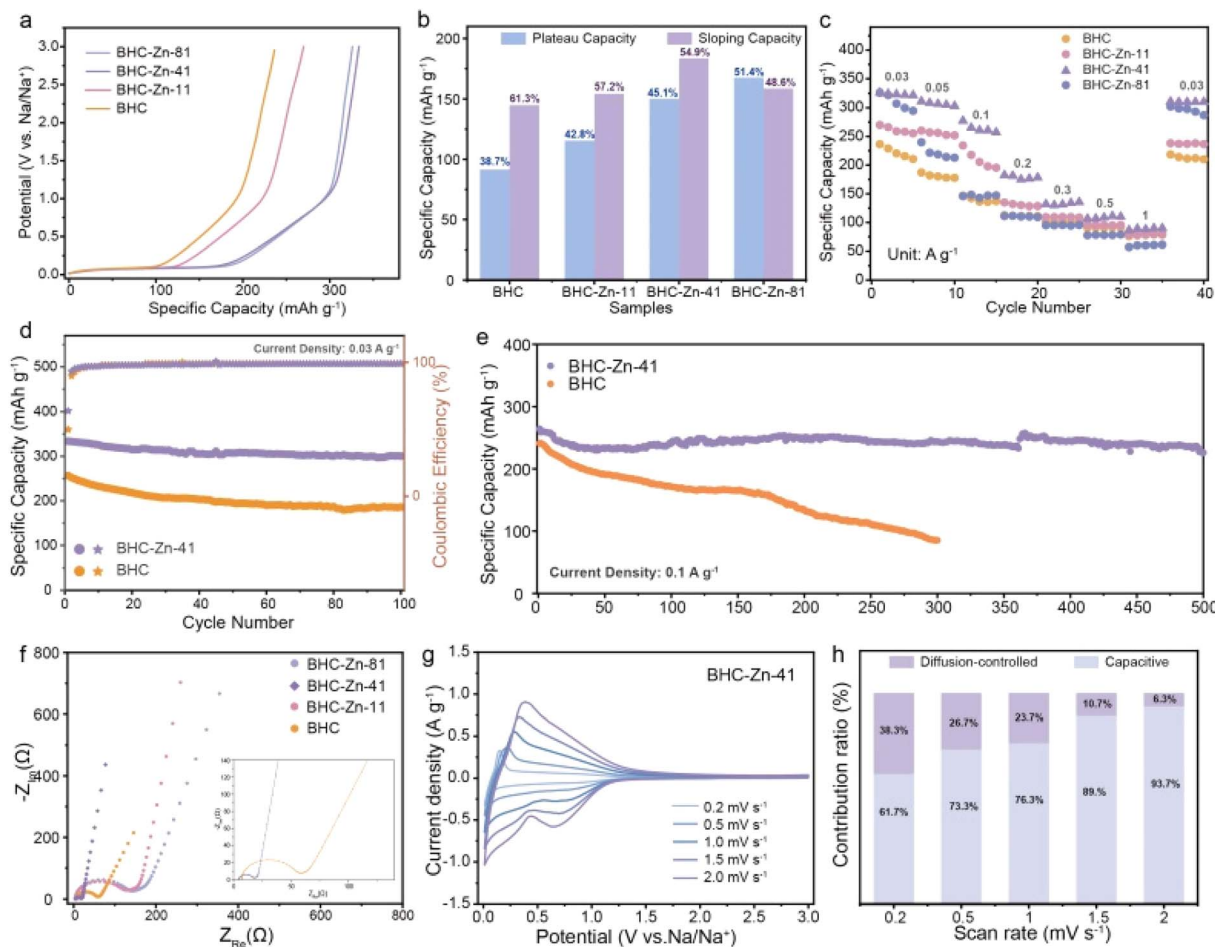 a
3.0
2.5
2.0
1.5
1.0
0.5
0.0
Potential (V vs. Na/Na⁺)
BHC-Zn-81
BHC-Zn-41
BHC-Zn-11
BHC
0 100 200 300
Specific Capacity (mAh g⁻¹)
b
200
150
100
50
0
Specific Capacity (mAh g⁻¹)
Plateau Capacity
Sloping Capacity
38.7%
61.3%
42.8%
57.2%
45.1%
54.9%
51.4%
48.6%
BHC BHC-Zn-11 BHC-Zn-41 BHC-Zn-81
Samples
c
400
350
300
250
200
150
100
50
0
Specific Capacity (mAh g⁻¹)
BHC
BHC-Zn-11
BHC-Zn-41
BHC-Zn-81
0.03
0.05
0.1
0.2
0.3
0.5
1
0.03
Unit: A g⁻¹
0 10 20 30 40
Cycle Number
d
500
400
300
200
100
0
Specific Capacity (mAh g⁻¹)
Current Density: 0.03 A g⁻¹
100
0
Coulombic Efficiency (%)
BHC-Zn-41
BHC
0 20 40 60 80 100
Cycle Number
e
400
300
200
100
0
Specific Capacity (mAh g⁻¹)
BHC-Zn-41
BHC
Current Density: 0.1 A g⁻¹
0 50 100 150 200 250 300 350 400 450 500
f
800
600
400
200
0
-Z_Im(Ω)
BHC-Zn-81
BHC-Zn-41
BHC-Zn-11
BHC
140
120
100
80
60
40
20
0
-Z_Im(Ω)
0 50 100
Z_Re(Ω)
0 200 400 600 800
Z_Re(Ω)
g
1.5
1.0
0.5
0.0
-0.5
-1.0
-1.5
Current density (A g⁻¹)
BHC-Zn-41
0.2 mV s⁻¹
0.5 mV s⁻¹
1.0 mV s⁻¹
1.5 mV s⁻¹
2.0 mV s⁻¹
0.0 0.5 1.0 1.5 2.0 2.5 3.0
Potential (V vs.Na/Na⁺)
h
Contribution ratio (%)
Diffusion-controlled
Capacitive
38.3%
26.7%
23.7%
10.7%
6.3%
61.7%
73.3%
76.3%
89.%
93.7%
0.2 0.5 1 1.5 2
Scan rate (mV s⁻¹)